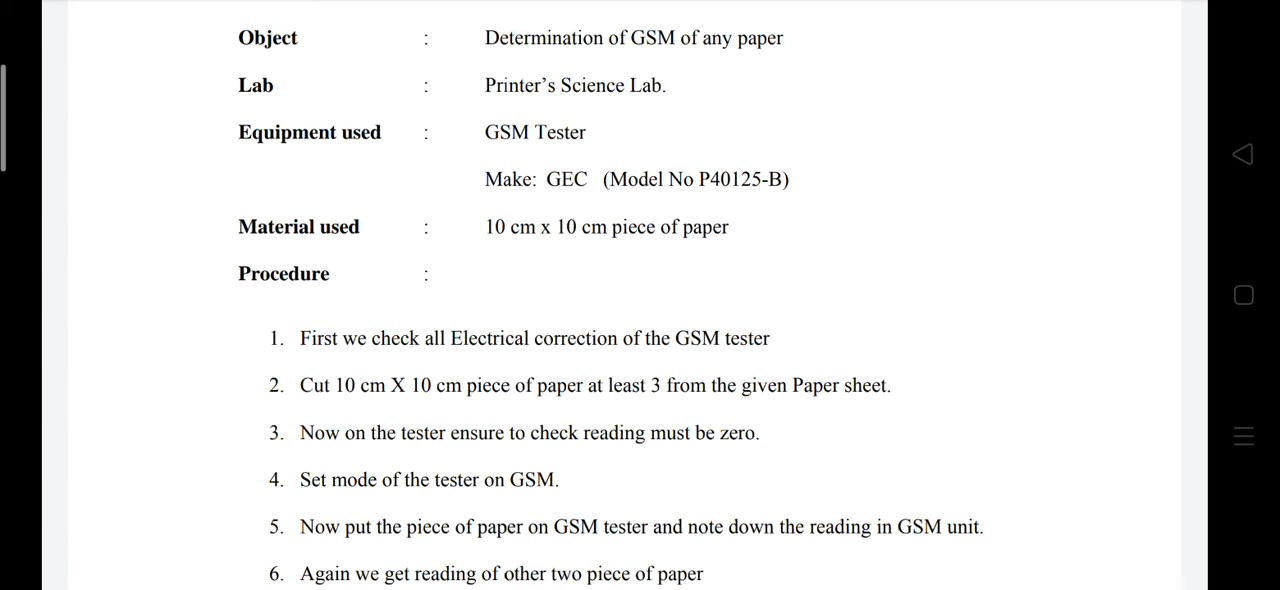 Object : Determination of GSM of any paper
Lab : Printer’s Science Lab.
Equipment used : GSM Tester
Make: GEC (Model No P40125-B)
Material used : 10 cm x 10 cm piece of paper
Procedure :
1. First we check all Electrical correction of the GSM tester
2. Cut 10 cm X 10 cm piece of paper at least 3 from the given Paper sheet.
3. Now on the tester ensure to check reading must be zero.
4. Set mode of the tester on GSM.
5. Now put the piece of paper on GSM tester and note down the reading in GSM unit.
6. Again we get reading of other two piece of paper